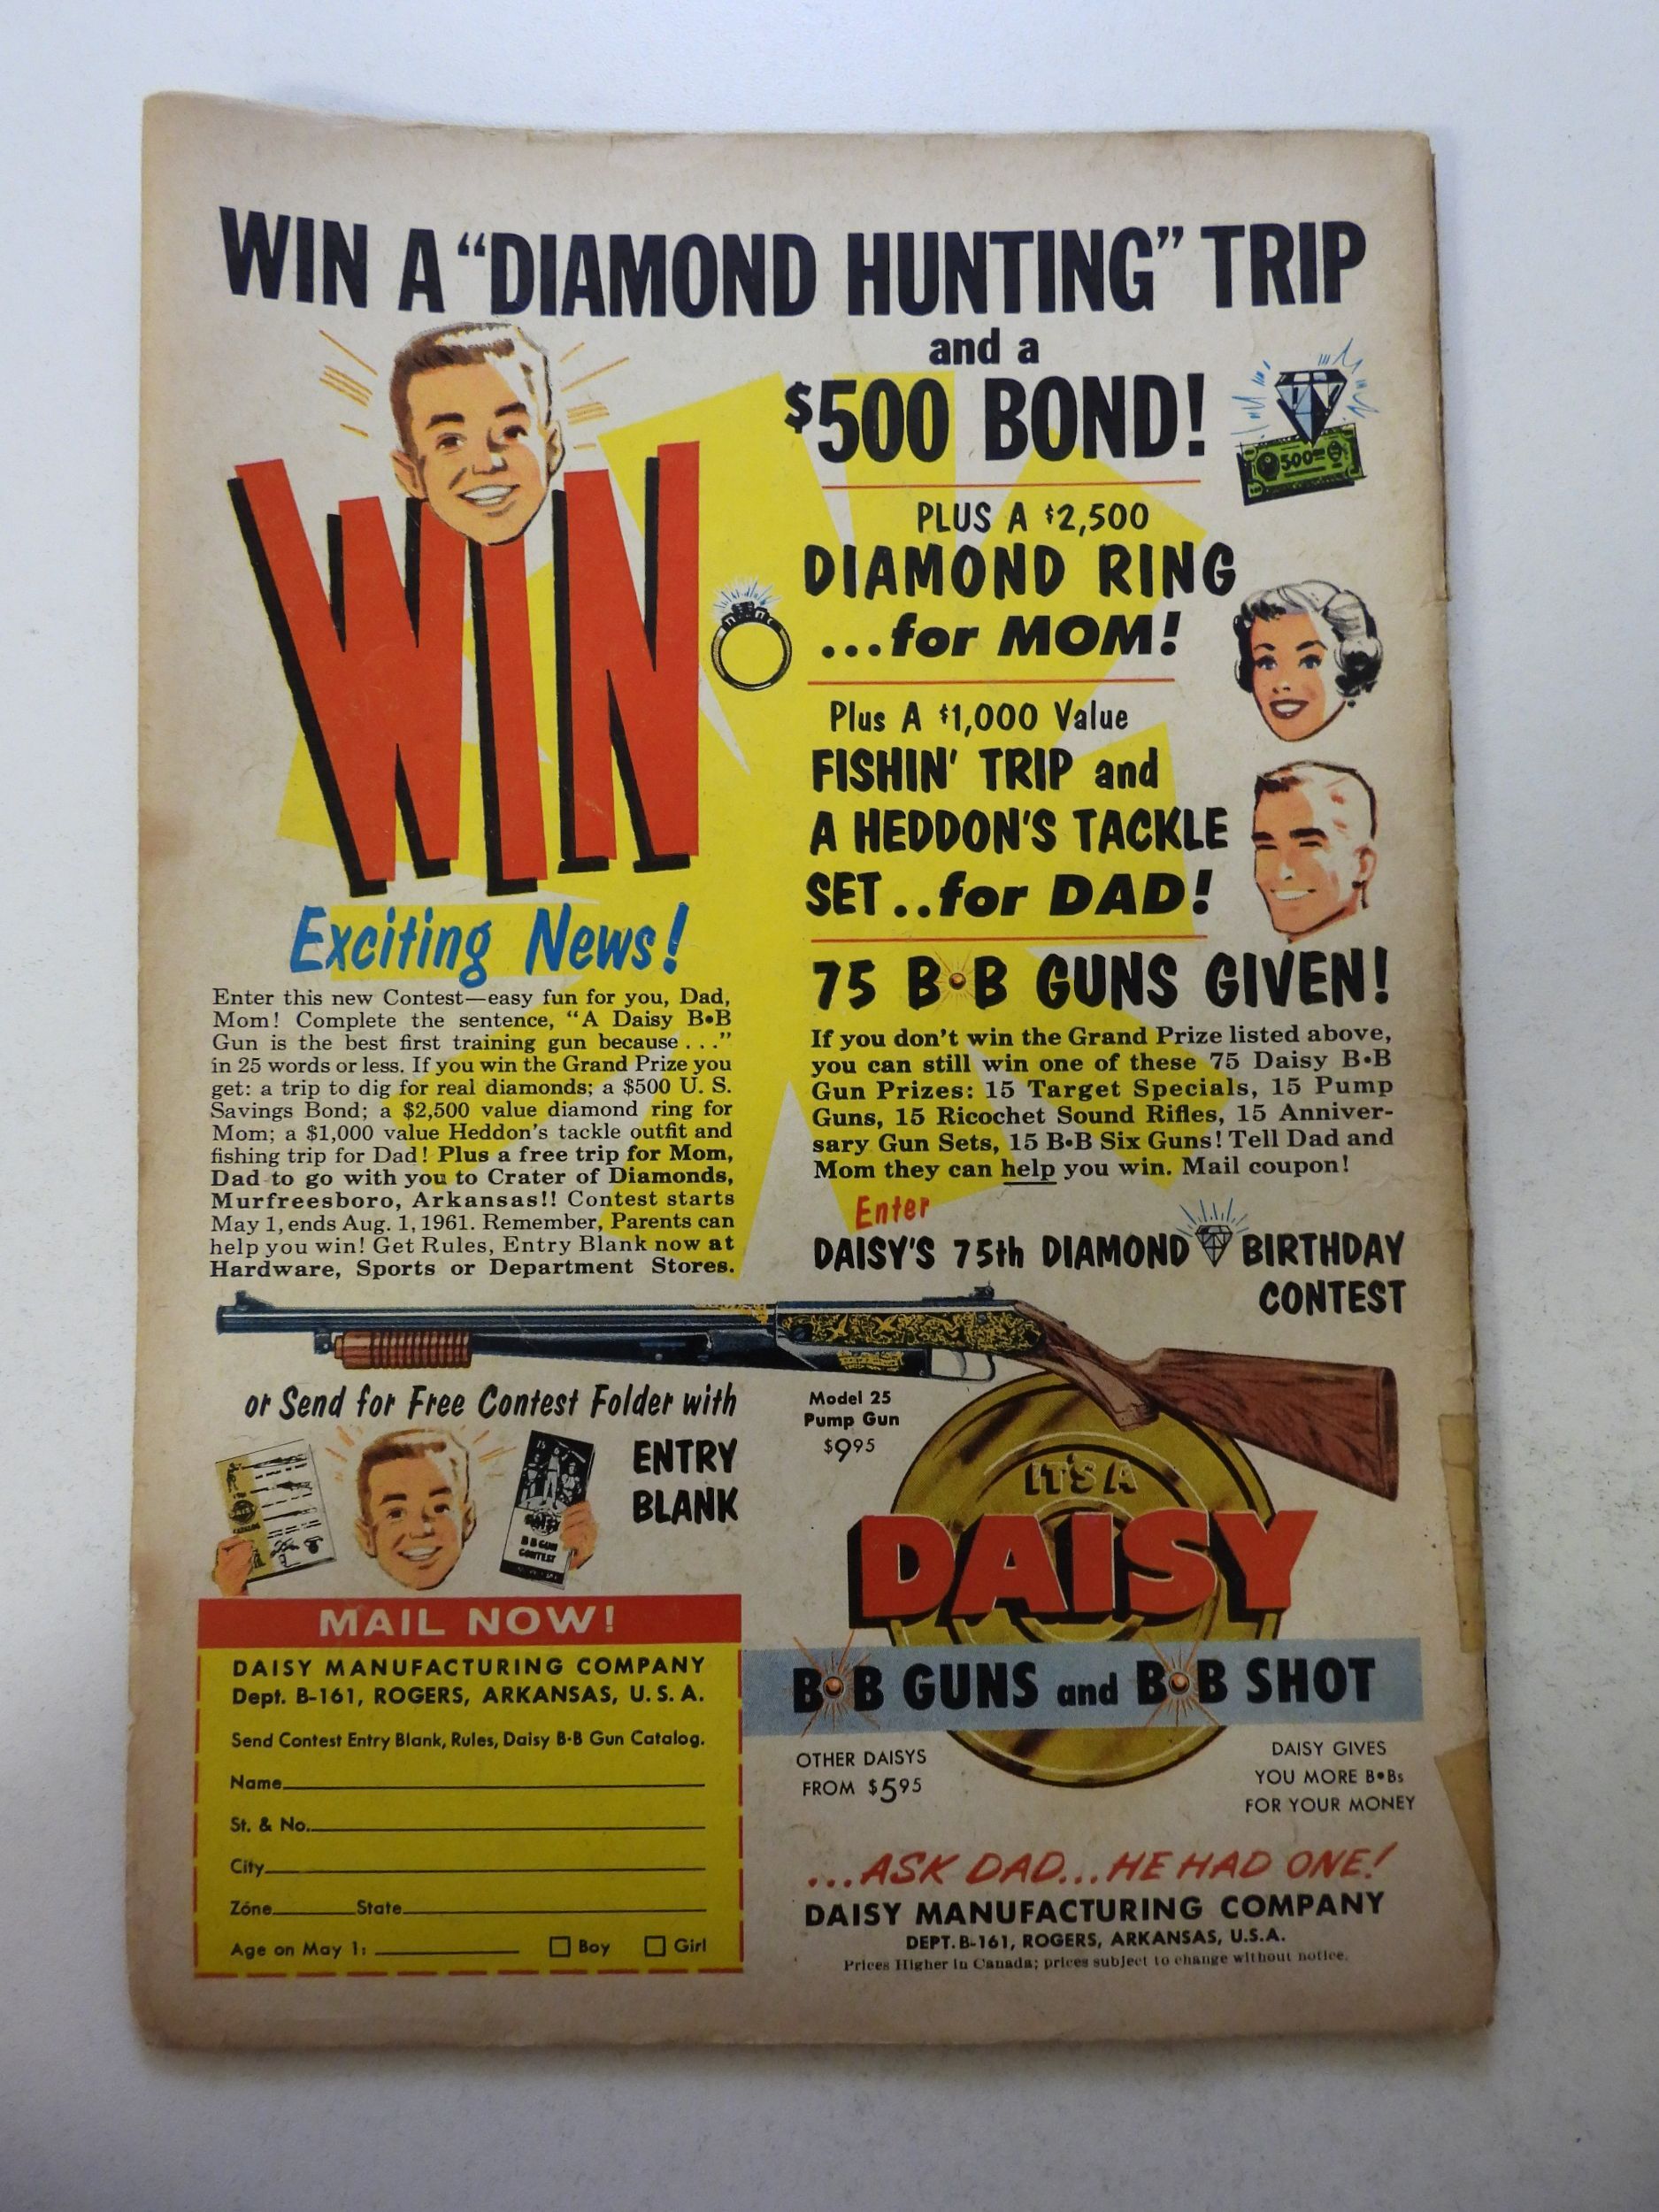 WIN A “DIAMOND HUNTING” TRIP
and a
$500 BOND!
500
WIN
PLUS A $2,500
DIAMOND RING
...for MOM!
Plus A $1,000 Value
FISHIN' TRIP and
A HEDDON'S TACKLE
SET..for DAD!
Exciting News!
Enter this new Contest—easy fun for you, Dad,
Mom! Complete the sentence, “A Daisy B•B
Gun is the best first training gun because . . .”
in 25 words or less. If you win the Grand Prize you
get: a trip to dig for real diamonds; a $500 U. S.
Savings Bond; a $2,500 value diamond ring for
Mom; a $1,000 value Heddon's tackle outfit and
fishing trip for Dad! Plus a free trip for Mom,
Dad to go with you to Crater of Diamonds,
Murfreesboro, Arkansas!! Contest starts
May 1, ends Aug. 1, 1961. Remember, Parents can
help you win! Get Rules, Entry Blank now at
Hardware, Sports or Department Stores.
75 B•B GUNS GIVEN!
If you don't win the Grand Prize listed above,
you can still win one of these 75 Daisy B•B
Gun Prizes: 15 Target Specials, 15 Pump
Guns, 15 Ricochet Sound Rifles, 15 Anniver-
sary Gun Sets, 15 B•B Six Guns! Tell Dad and
Mom they can help you win. Mail coupon!
Enter
DAISY'S 75th DIAMOND BIRTHDAY
CONTEST
or Send for Free Contest Folder with
ENTRY
BLANK
CATALOG
B B GUN
CONTEST
Model 25
Pump Gun
$9.95
IT'S A
DAISY
B•B GUNS and B•B SHOT
OTHER DAISYS
FROM $5.95
DAISY GIVES
YOU MORE B•Bs
FOR YOUR MONEY
...ASK DAD...HE HAD ONE!
DAISY MANUFACTURING COMPANY
DEPT. B-161, ROGERS, ARKANSAS, U.S.A.
Prices Higher in Canada; prices subject to change without notice.
MAIL NOW!
DAISY MANUFACTURING COMPANY
Dept. B-161, ROGERS, ARKANSAS, U. S. A.
Send Contest Entry Blank, Rules, Daisy B•B Gun Catalog.
Name
St. & No.
City
Zone State
Age on May 1: Boy Girl